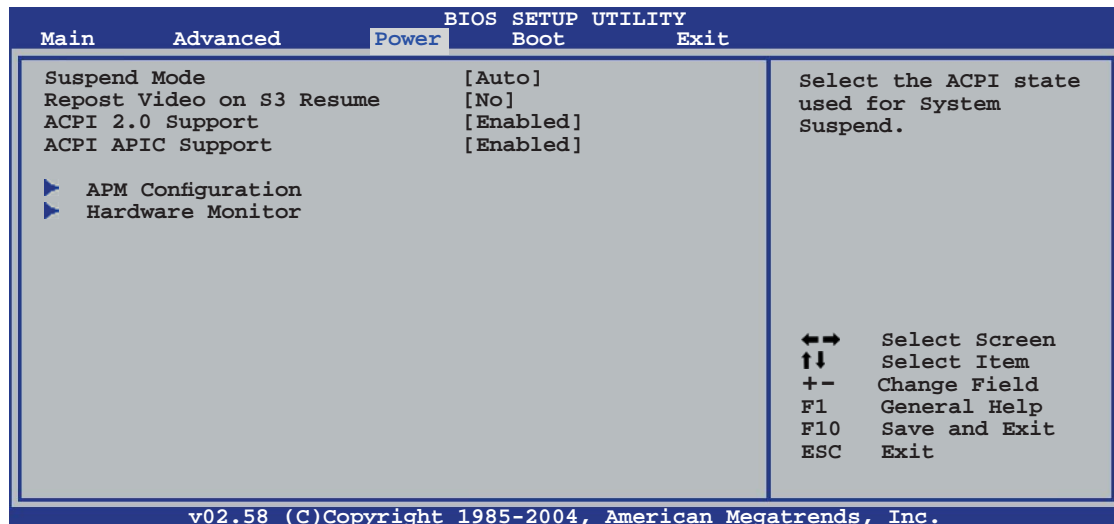 BIOS SETUP UTILITY
Main Advanced Power Boot Exit
Suspend Mode [Auto]
Repost Video on S3 Resume [No]
ACPI 2.0 Support [Enabled]
ACPI APIC Support [Enabled]
APM Configuration
Hardware Monitor
Select the ACPI state
used for System
Suspend.
←→ Select Screen
↑↓ Select Item
+- Change Field
F1 General Help
F10 Save and Exit
ESC Exit
v02.58 (C)Copyright 1985-2004, American Megatrends, Inc.